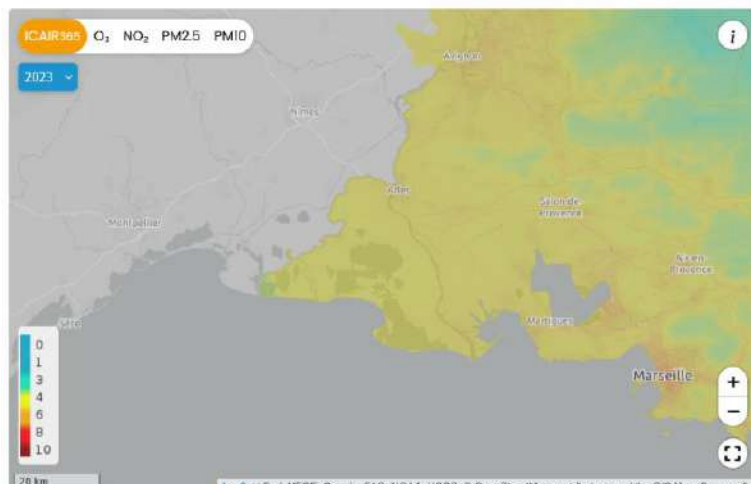 ICAIR365 O₃ NO₂ PM2.5 PM10
i
2023
Avignon
Nîmes
Arles
Salon de
Provence
Montpellier
Aix-en-
Provence
Sète
Martigues
Marseille
0
1
3
4
6
8
10
+
−
20 km